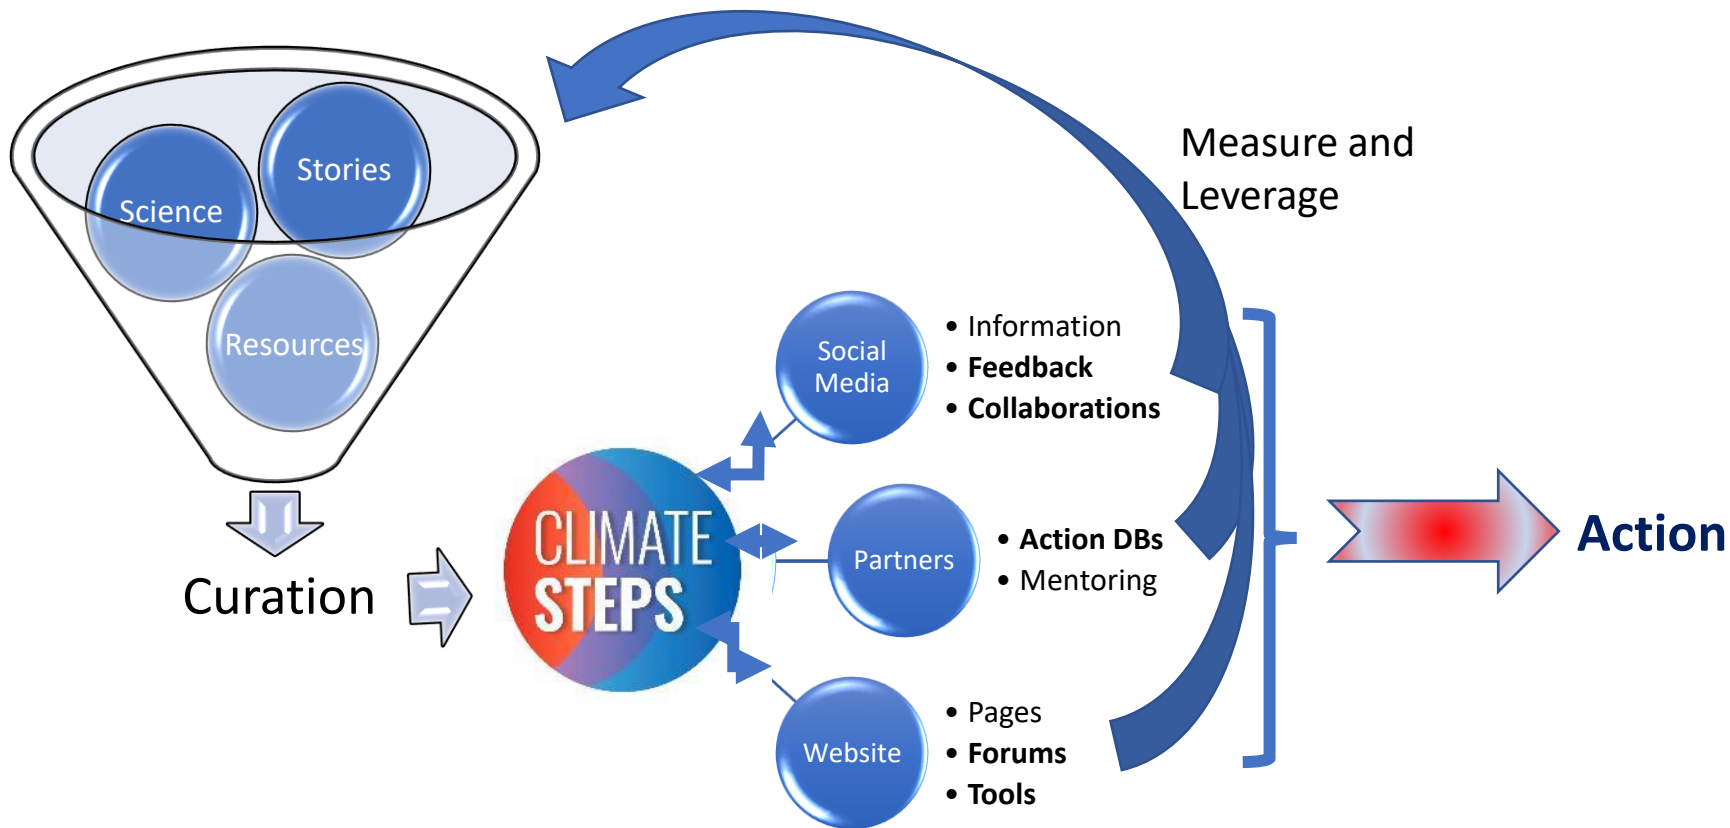 Stories
Science
Resources
Measure and
Leverage
Social
Media
• Information
• Feedback
• Collaborations
CLIMATE
STEPS
Curation
Partners
• Action DBs
• Mentoring
Action
Website
• Pages
• Forums
• Tools